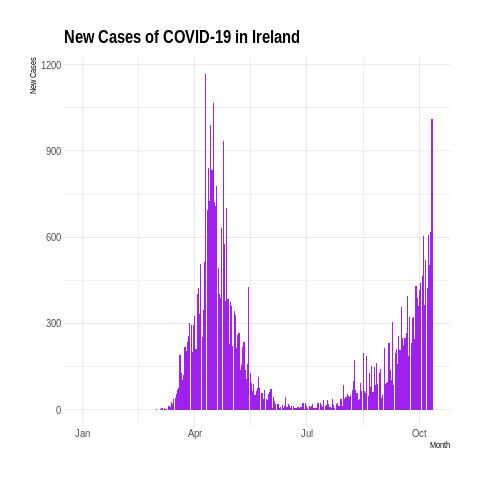 New Cases of COVID-19 in Ireland
New Cases
1200
900
600
300
0
Jan Apr Jul Oct
Month